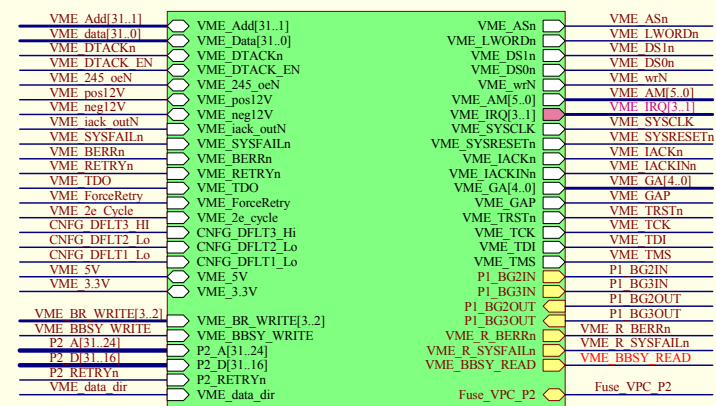 VME_Add[31..1] VME_Add[31..1] VME_ASn VME_ASn
VME_data[31..0] VME_Data[31..0] VME_LWORDn VME_LWORDn
VME_DTACKn VME_DTACKn VME_DS1n VME_DS1n
VME_DTACK_EN VME_DTACK_EN VME_DS0n VME_DS0n
VME_245_oeN VME_245_oeN VME_wrN VME_wrN
VME_pos12V VME_pos12V VME_AM[5..0] VME_AM[5..0]
VME_neg12V VME_neg12V VME_IRQ[3..1] VME_IRQ[3..1]
VME_iack_outN VME_iack_outN VME_SYSCLK VME_SYSCLK
VME_SYSFAILn VME_SYSFAILn VME_SYSRESETn VME_SYSRESETn
VME_BERRn VME_BERRn VME_IACKn VME_IACKn
VME_RETRYn VME_RETRYn VME_IACKINn VME_IACKINn
VME_TDO VME_TDO VME_GA[4..0] VME_GA[4..0]
VME_ForceRetry VME_ForceRetry VME_GAP VME_GAP
VME_2e_Cycle VME_2e_cycle VME_TRSTn VME_TRSTn
CNFG_DFLT3_HI CNFG_DFLT3_Hi VME_TCK VME_TCK
CNFG_DFLT2_Lo CNFG_DFLT2_Lo VME_TDI VME_TDI
CNFG_DFLT1_Lo CNFG_DFLT1_Lo VME_TMS VME_TMS
VME_5V VME_5V P1_BG2IN P1_BG2IN
VME_3.3V VME_3.3V P1_BG3IN P1_BG3IN
P1_BG2OUT P1_BG2OUT
VME_BR_WRITE[3..2] VME_BR_WRITE[3..2] P1_BG3OUT P1_BG3OUT
VME_BBSY_WRITE VME_BBSY_WRITE VME_R_BERRn VME_R_BERRn
P2_A[31..24] P2_A[31..24] VME_R_SYSFAILn VME_R_SYSFAILn
P2_D[31..16] P2_D[31..16] VME_BBSY_READ VME_BBSY_READ
P2_RETRYn P2_RETRYn
VME_data_dir VME_data_dir Fuse_VPC_P2 Fuse_VPC_P2